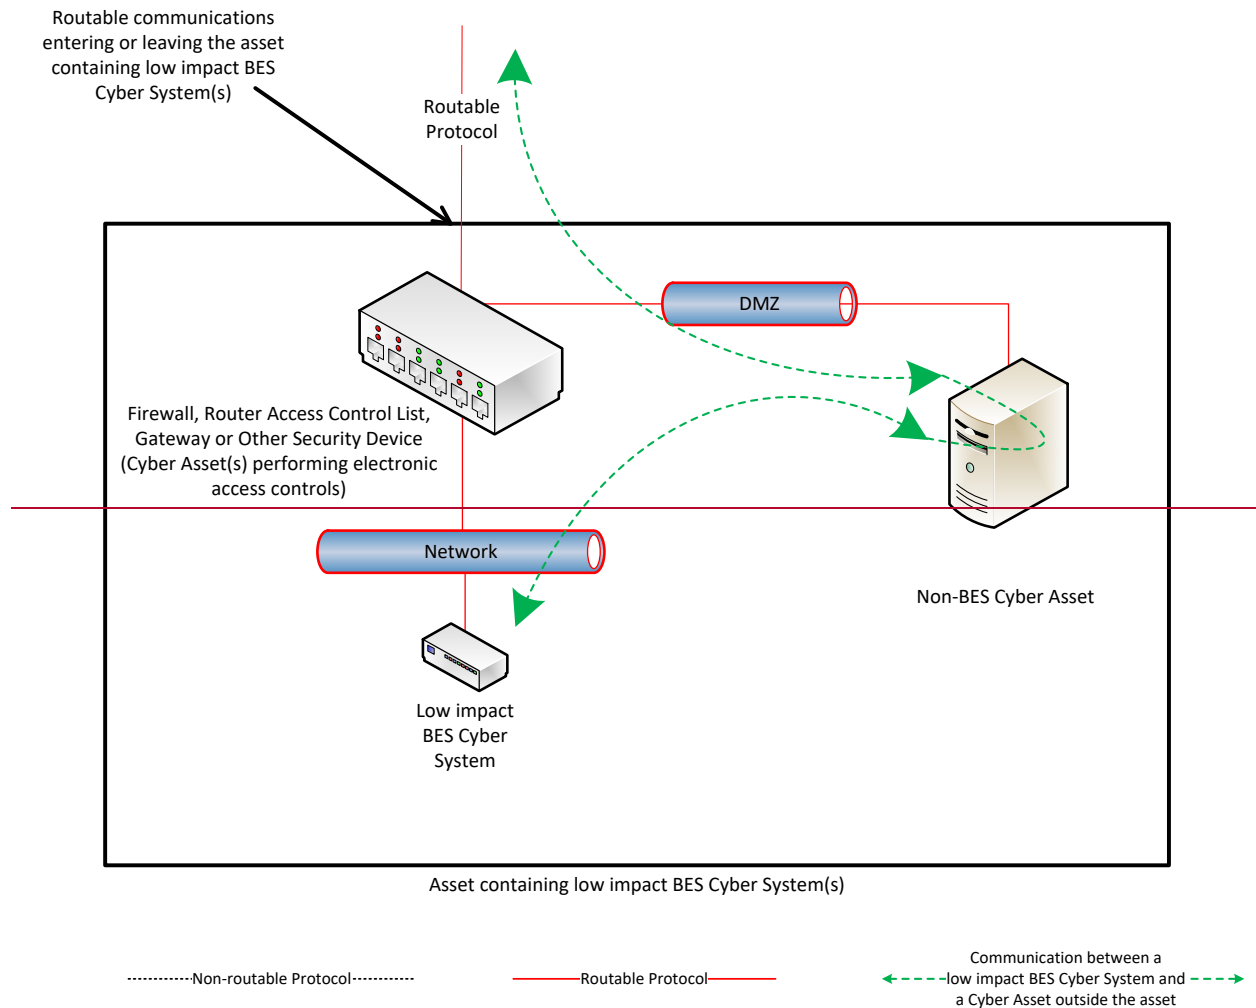 Routable communications
entering or leaving the asset
containing low impact BES
Cyber System(s)
Routable
Protocol
DMZ
Firewall, Router Access Control List,
Gateway or Other Security Device
(Cyber Asset(s) performing electronic
access controls)
Network
Non-BES Cyber Asset
Low impact
BES Cyber
System
Asset containing low impact BES Cyber System(s)
Non-routable Protocol
Routable Protocol
Communication between a
low impact BES Cyber System and
a Cyber Asset outside the asset